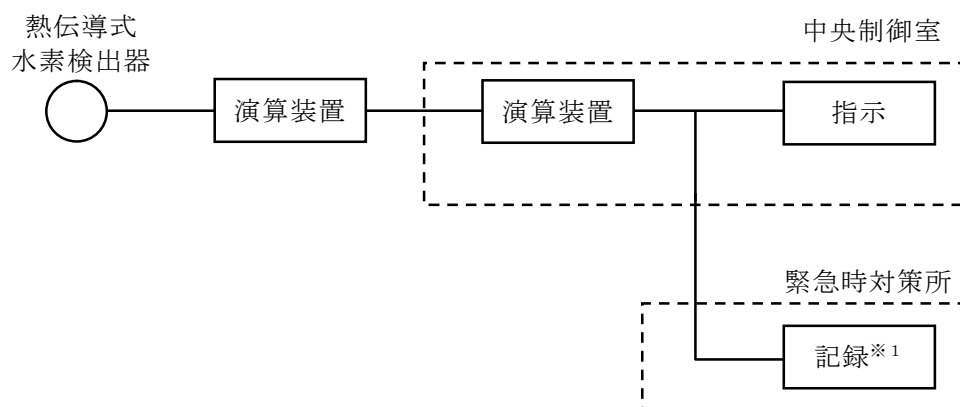 熱伝導式
水素検出器
中央制御室
演算装置
演算装置
指示
緊急時対策所
記録※1